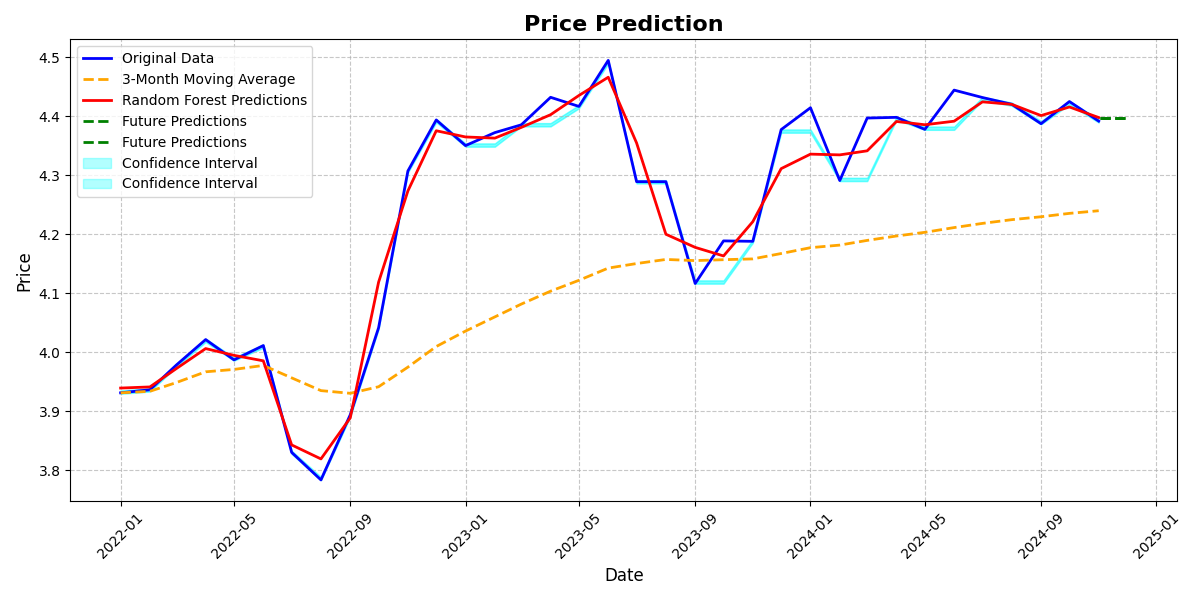 Price Prediction
Original Data
3-Month Moving Average
Random Forest Predictions
Future Predictions
Future Predictions
Confidence Interval
Confidence Interval
Price
4.5
4.4
4.3
4.2
4.1
4.0
3.9
3.8
2022-01
2022-05
2022-09
2023-01
2023-05
2023-09
2024-01
2024-05
2024-09
2025-01
Date